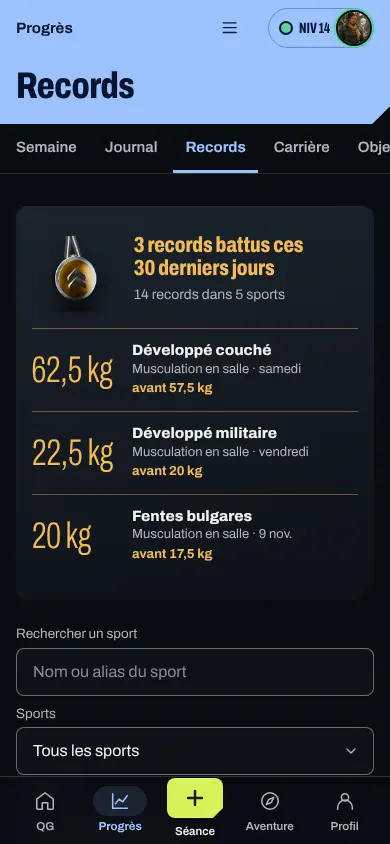 Progrès
NIV 14
Records
Semaine Journal Records Carrière Obje
3 records battus ces
30 derniers jours
14 records dans 5 sports
62,5 kg
Développé couché
Musculation en salle · samedi
avant 57,5 kg
22,5 kg
Développé militaire
Musculation en salle · vendredi
avant 20 kg
20 kg
Fentes bulgares
Musculation en salle · 9 nov.
avant 17,5 kg
Rechercher un sport
Nom ou alias du sport
Sports
Tous les sports
QG Progrès Séance Aventure Profil